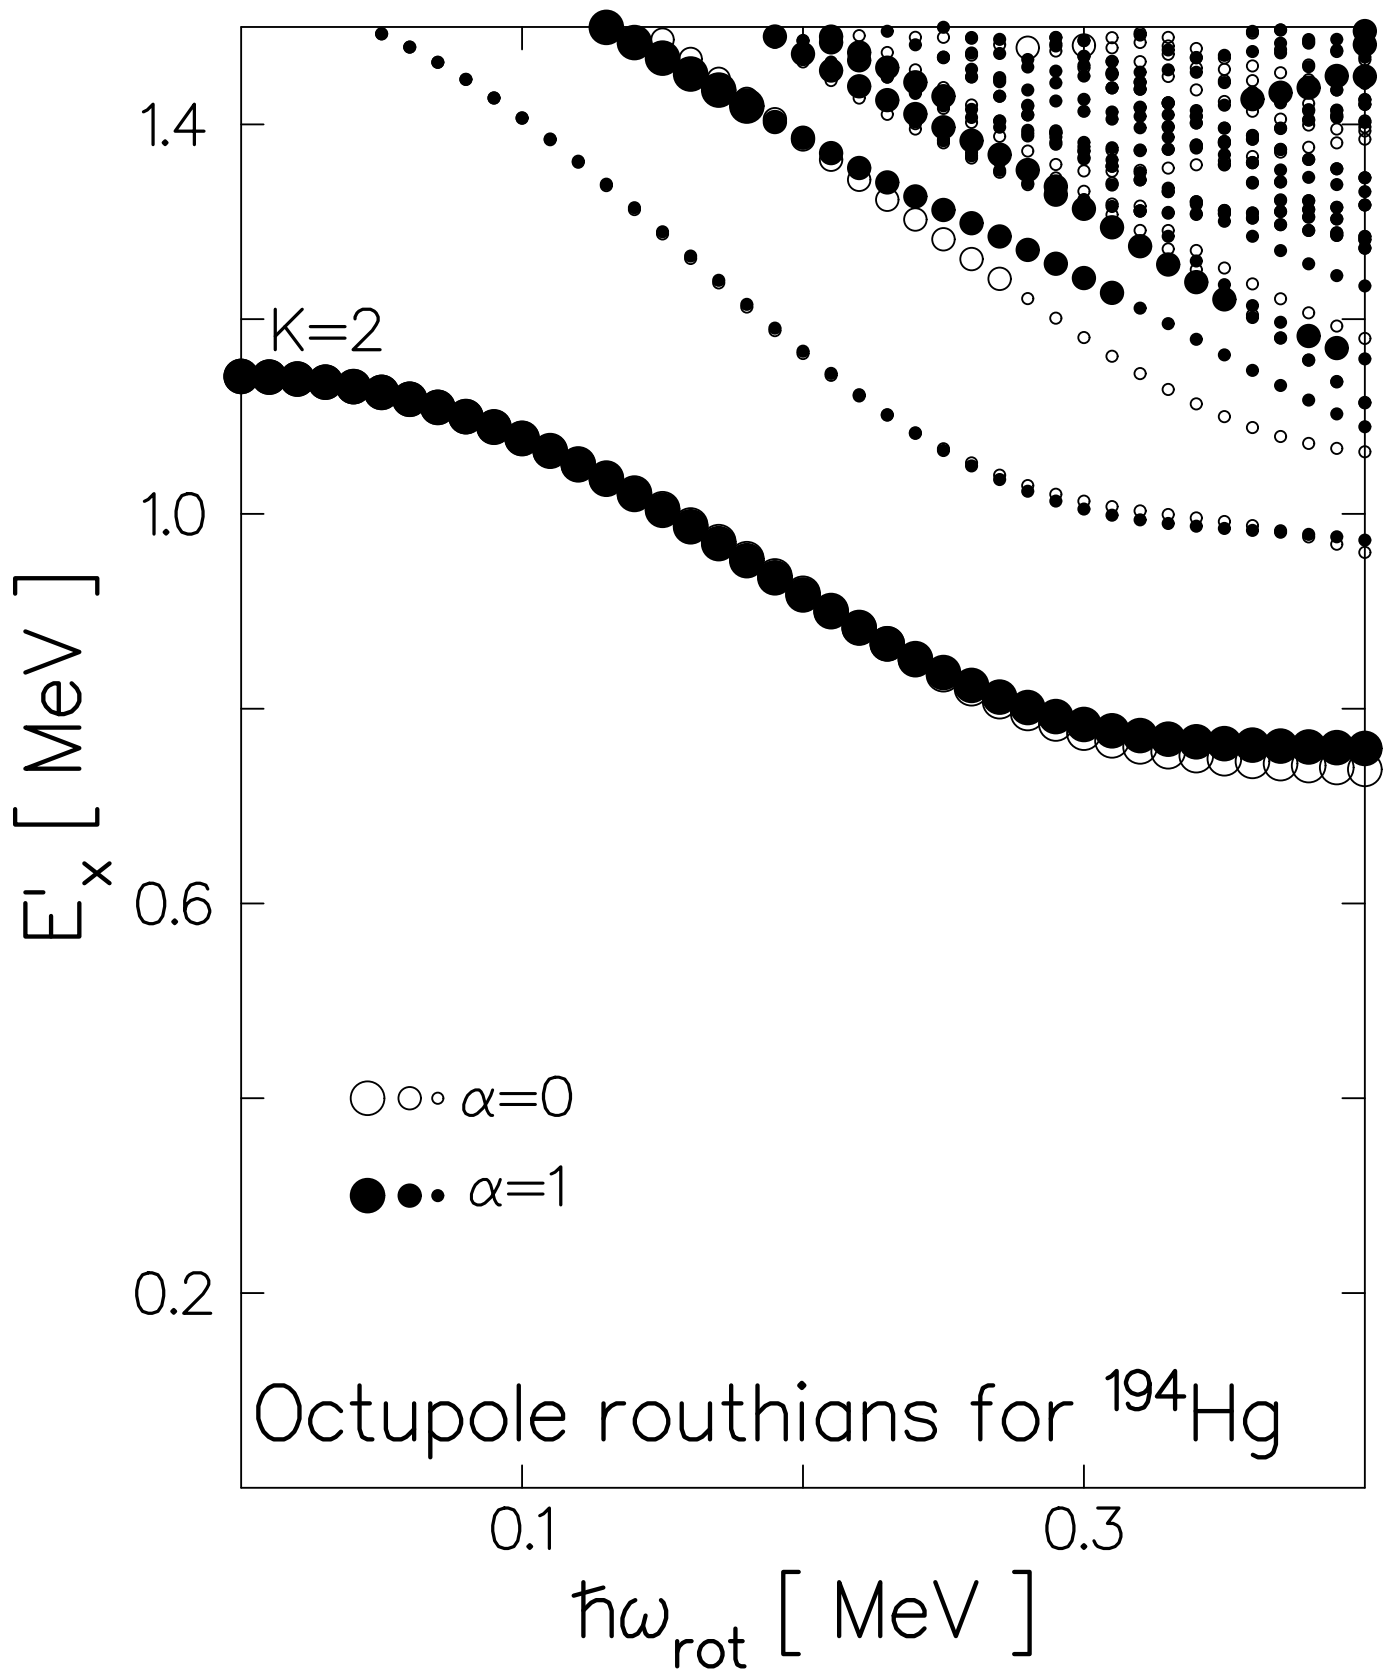 1.4
K=2
1.0
E'x [ MeV ]
0.6
α=0
α=1
0.2
Octupole routhians for ¹⁹⁴Hg
0.1 0.3
ħω_rot [ MeV ]